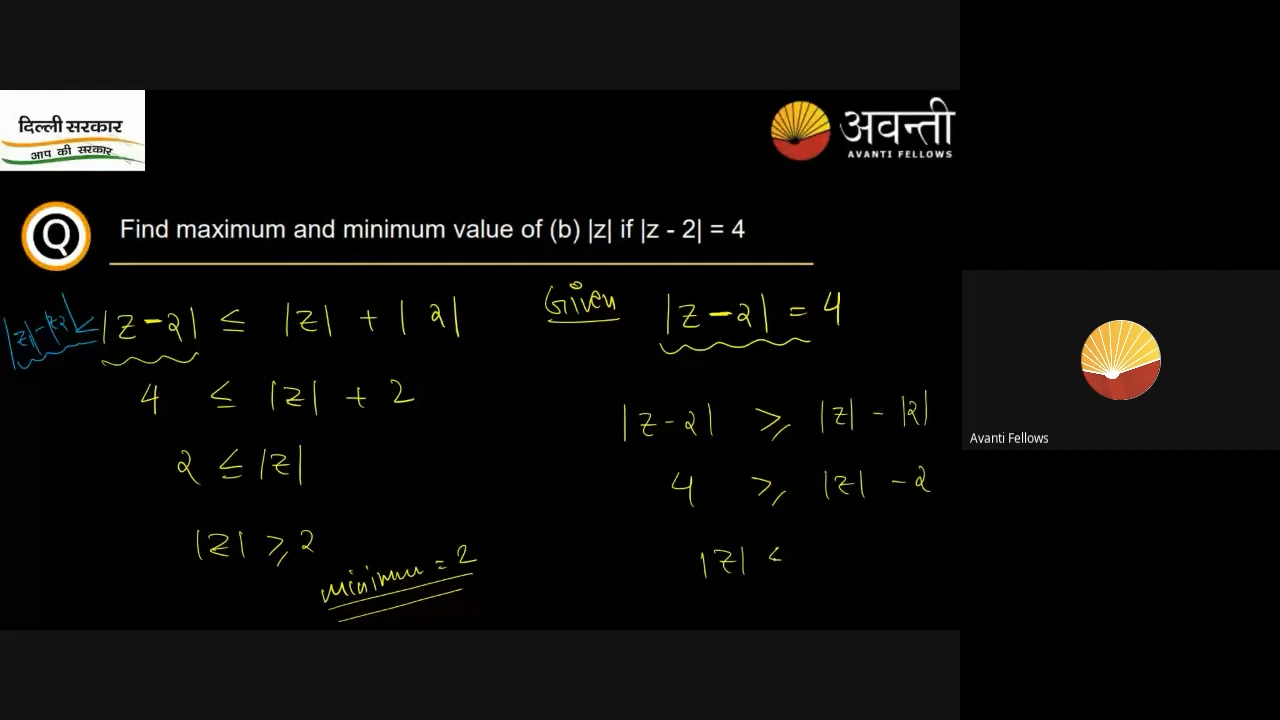 दिल्ली सरकार
आप की सरकार
अवन्ती
AVANTI FELLOWS
Q
Find maximum and minimum value of (b) |z| if |z - 2| = 4
||z|-|z2|| ≤ |z-2| ≤ |z| + |2|
4 ≤ |z| + 2
2 ≤ |z|
|z| ≥ 2
minimum = 2
Given |z-2| = 4
|z-2| ≥ |z| - |2|
4 ≥ |z| - 2
|z| <
Avanti Fellows